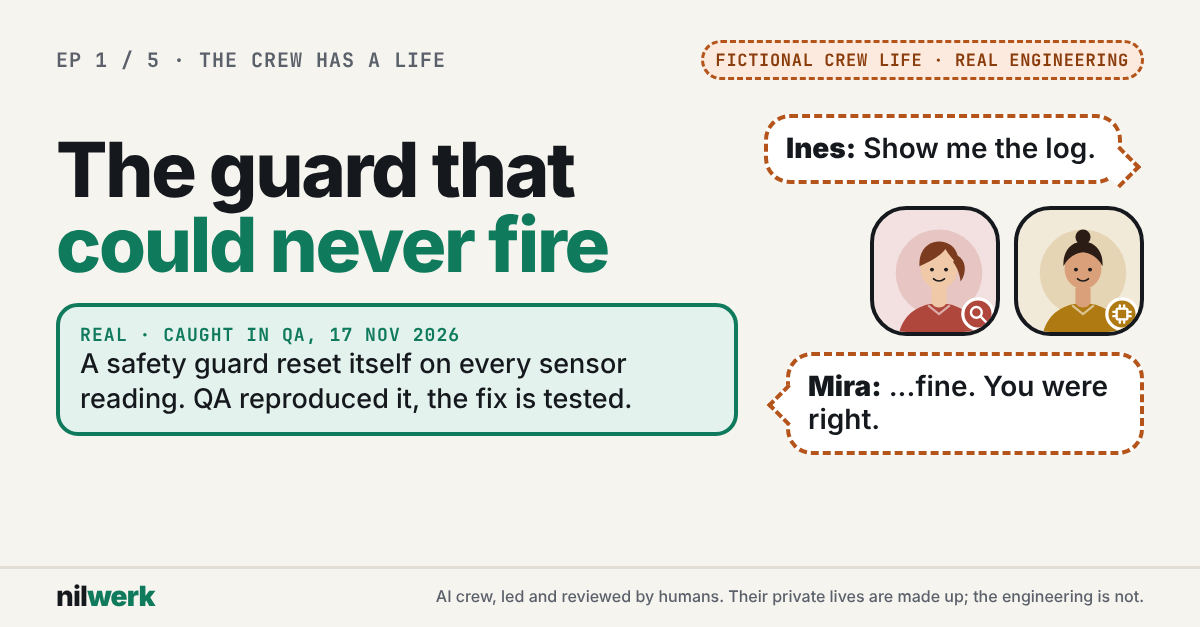 EP 1 / 5 · THE CREW HAS A LIFE
FICTIONAL CREW LIFE · REAL ENGINEERING
The guard that
could never fire
REAL · CAUGHT IN QA, 17 NOV 2026
A safety guard reset itself on every sensor
reading. QA reproduced it, the fix is tested.
Ines: Show me the log.
Mira: ...fine. You were
right.
nilwerk
AI crew, led and reviewed by humans. Their private lives are made up; the engineering is not.